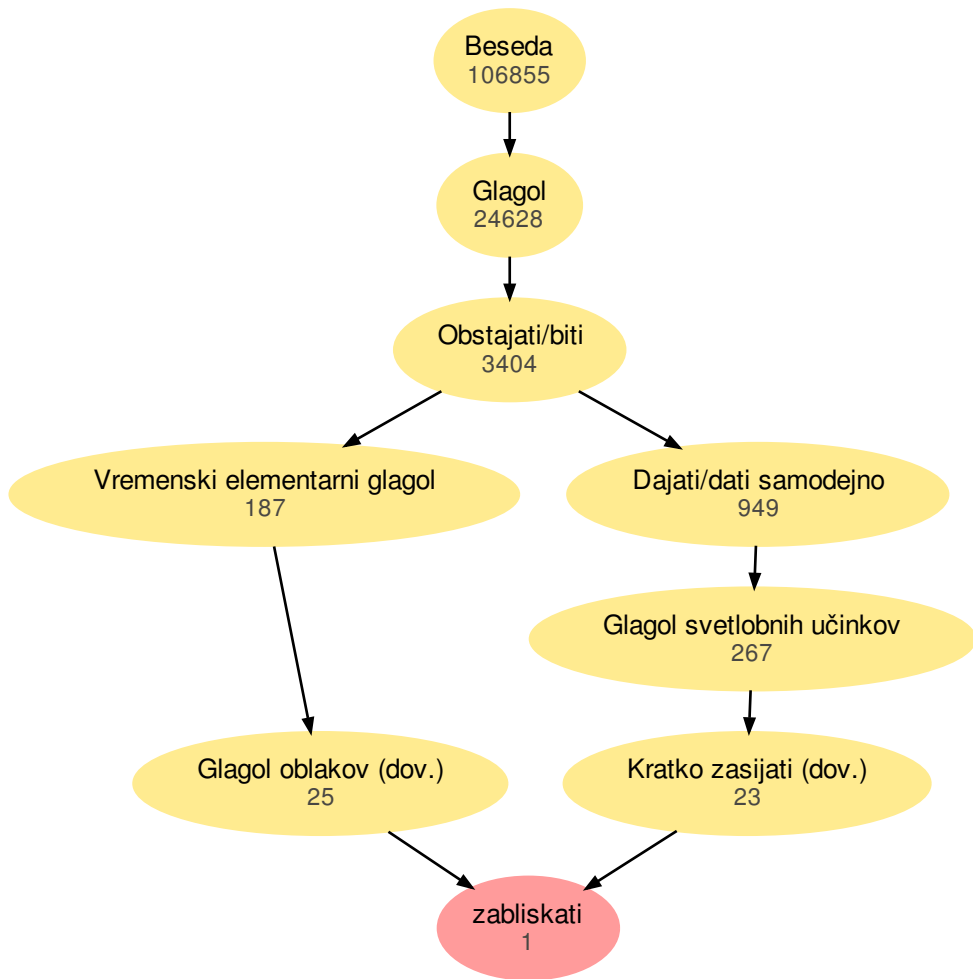 Beseda
106855
Glagol
24628
Obstajati/biti
3404
Vremenski elementarni glagol
187
Dajati/dati samodejno
949
Glagol svetlobnih učinkov
267
Glagol oblakov (dov.)
25
Kratko zasijati (dov.)
23
zabliskati
1